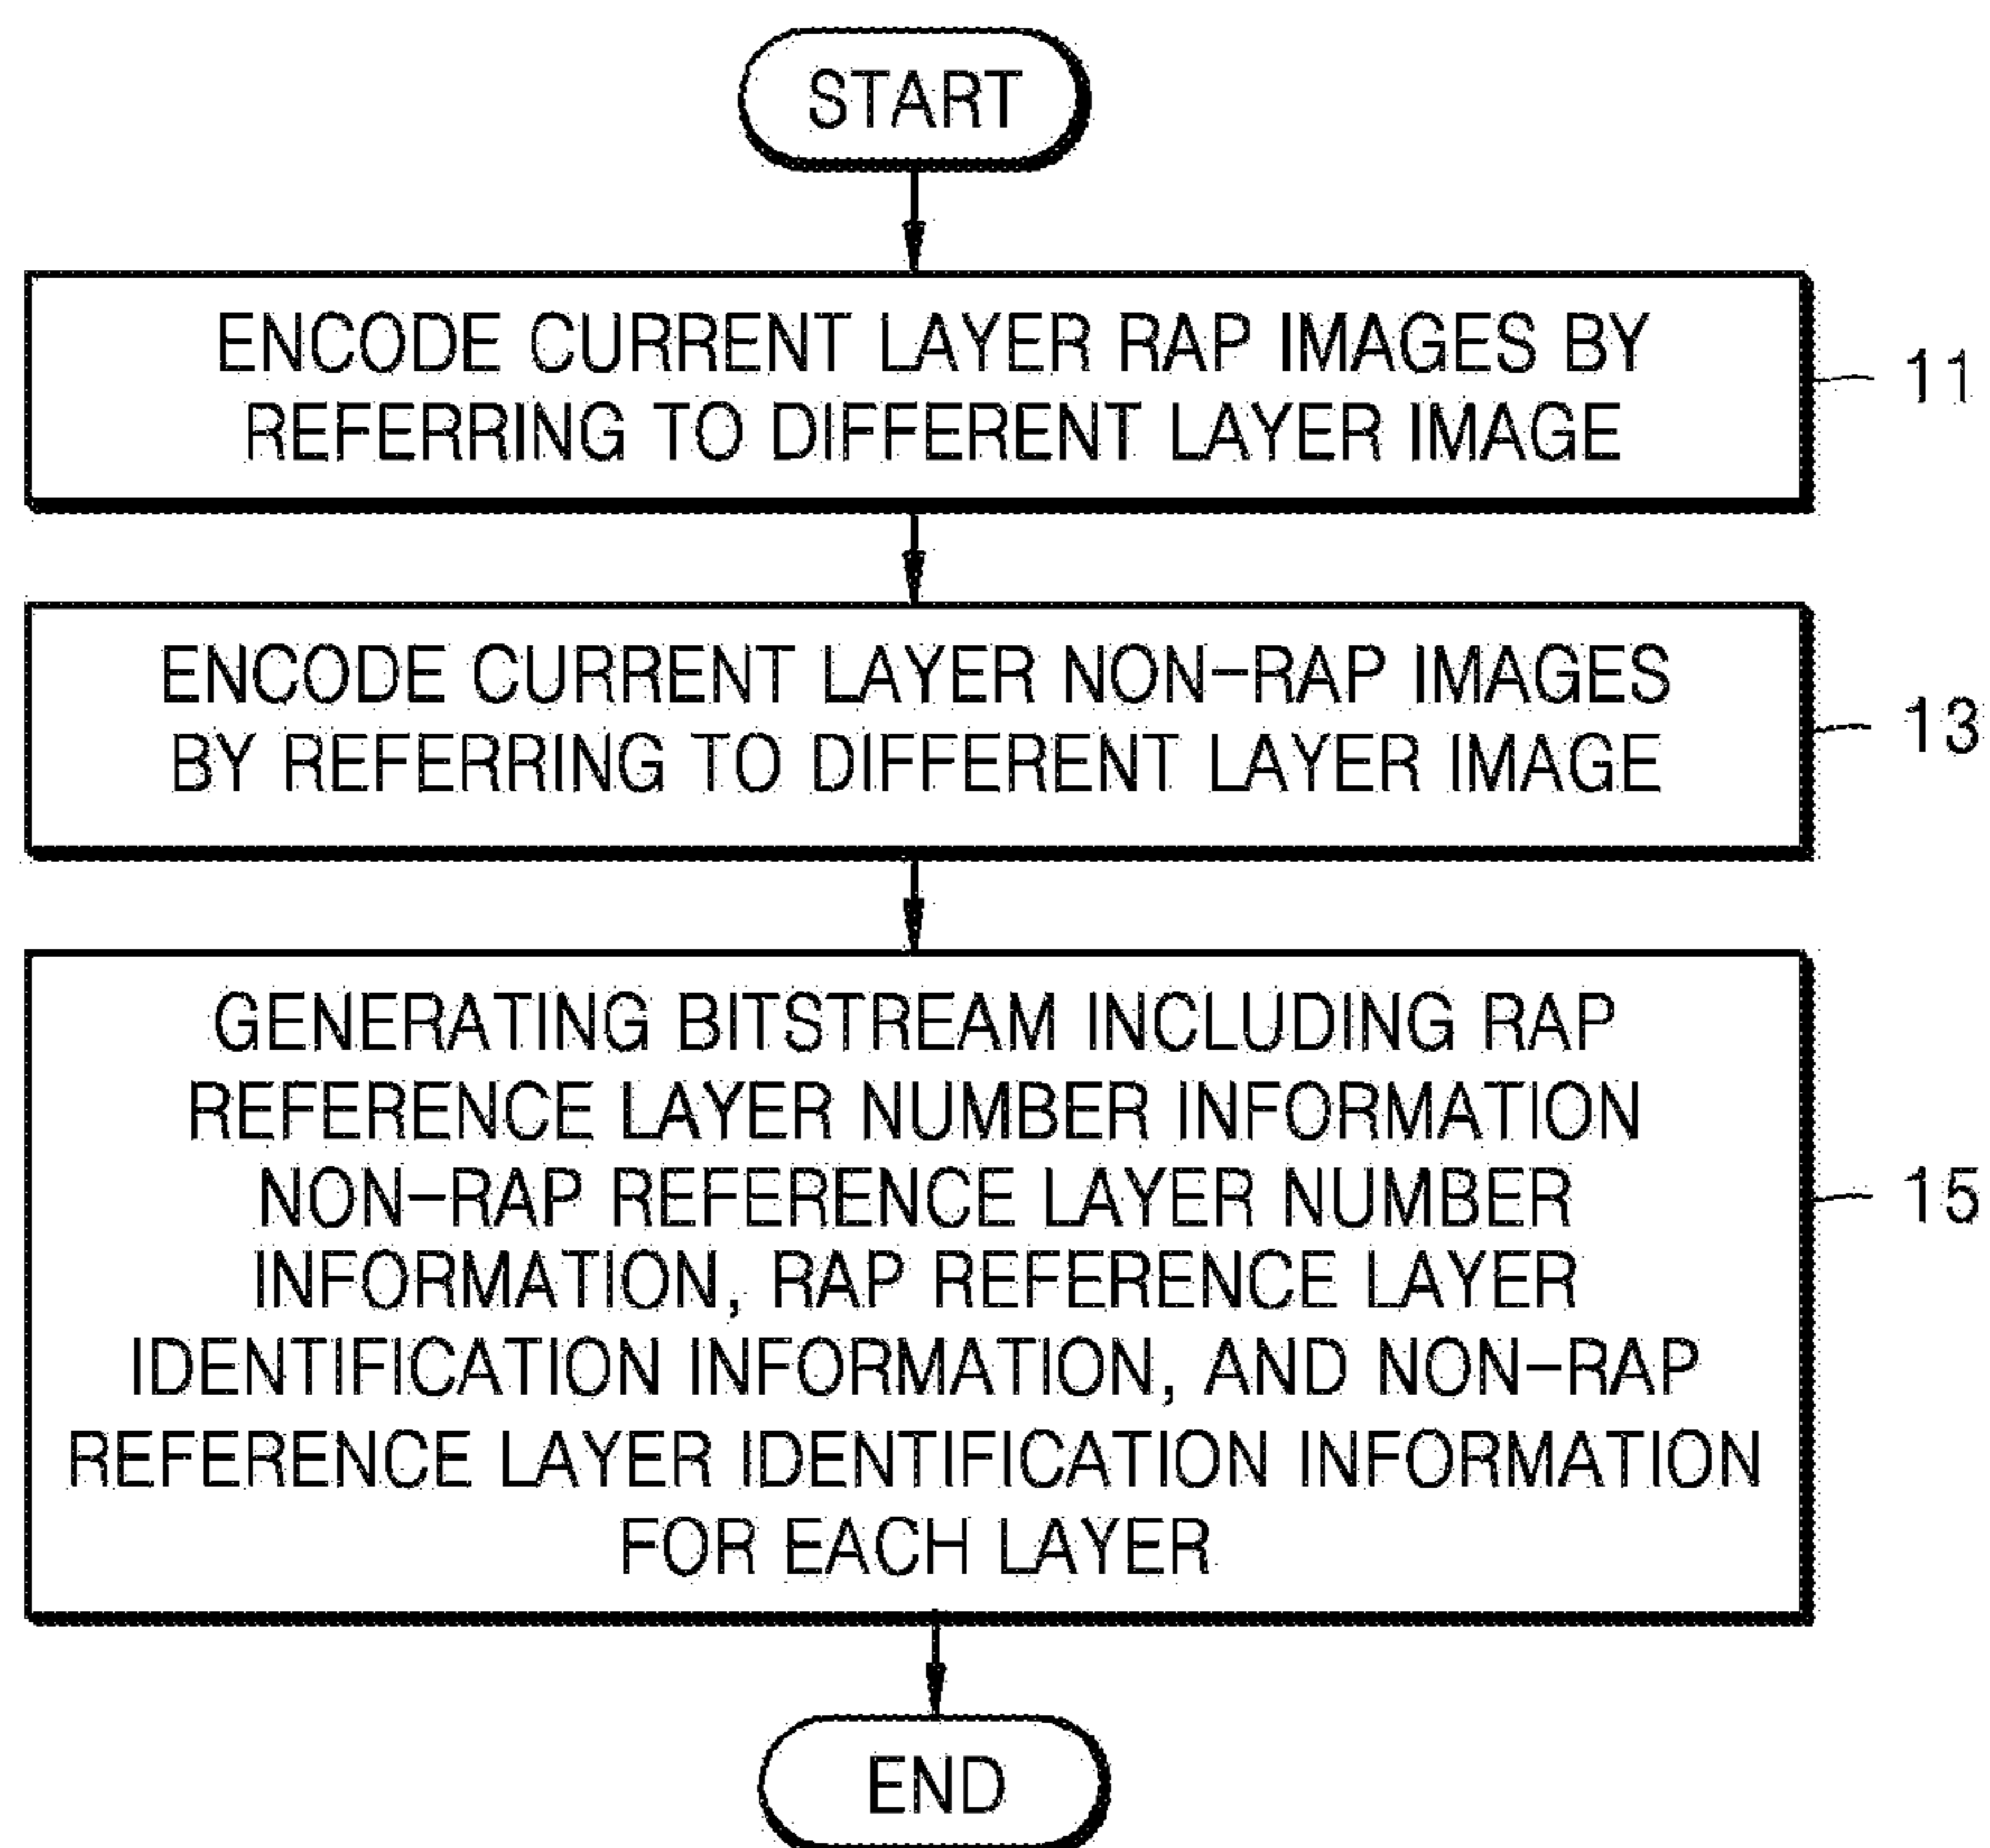 START
ENCODE CURRENT LAYER RAP IMAGES BY
REFERRING TO DIFFERENT LAYER IMAGE
11
ENCODE CURRENT LAYER NON-RAP IMAGES
BY REFERRING TO DIFFERENT LAYER IMAGE
13
GENERATING BITSTREAM INCLUDING RAP
REFERENCE LAYER NUMBER INFORMATION
NON-RAP REFERENCE LAYER NUMBER
INFORMATION, RAP REFERENCE LAYER
IDENTIFICATION INFORMATION, AND NON-RAP
REFERENCE LAYER IDENTIFICATION INFORMATION
FOR EACH LAYER
15
END